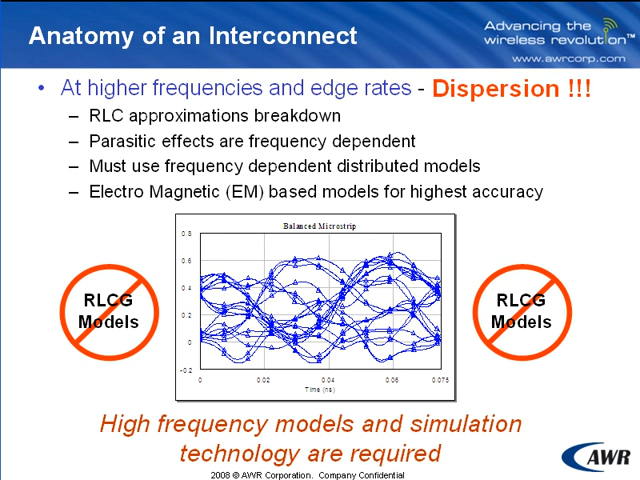 Anatomy of an Interconnect
Advancing the
wireless revolution™
www.awrcorp.com
• At higher frequencies and edge rates - Dispersion !!!
– RLC approximations breakdown
– Parasitic effects are frequency dependent
– Must use frequency dependent distributed models
– Electro Magnetic (EM) based models for highest accuracy
Balanced Microstrip
0.8
0.6
0.4
0.2
0
-0.2
0 0.02 0.04 0.06 0.075
Time (ns)
RLCG
Models
RLCG
Models
High frequency models and simulation
technology are required
AWR
2008 © AWR Corporation. Company Confidential